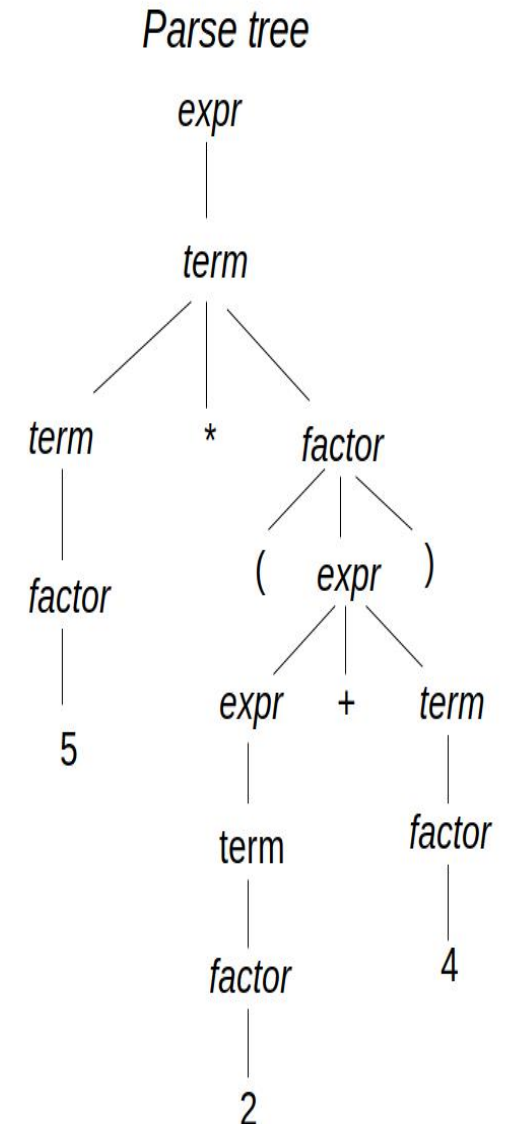 Parse tree
expr
term
term * factor
( expr )
factor
expr + term
5
term factor
factor 4
2